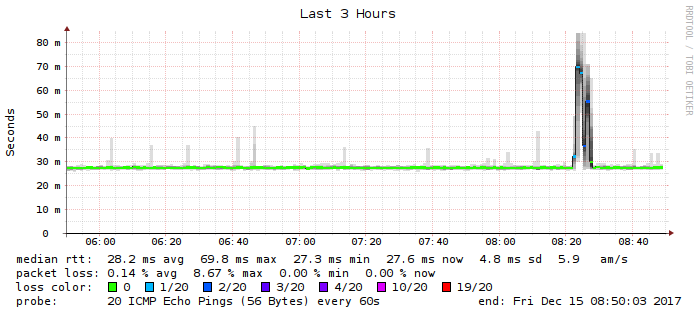 Last 3 Hours
RRDTOOL / TOBI OETIKER
80 m
70 m
60 m
50 m
40 m
30 m
20 m
10 m
0
Seconds
06:00 06:20 06:40 07:00 07:20 07:40 08:00 08:20 08:40
median rtt: 28.2 ms avg 69.8 ms max 27.3 ms min 27.6 ms now 4.8 ms sd 5.9 am/s
packet loss: 0.14 % avg 8.67 % max 0.00 % min 0.00 % now
loss color: 0 1/20 2/20 3/20 4/20 10/20 19/20
probe: 20 ICMP Echo Pings (56 Bytes) every 60s end: Fri Dec 15 08:50:03 2017